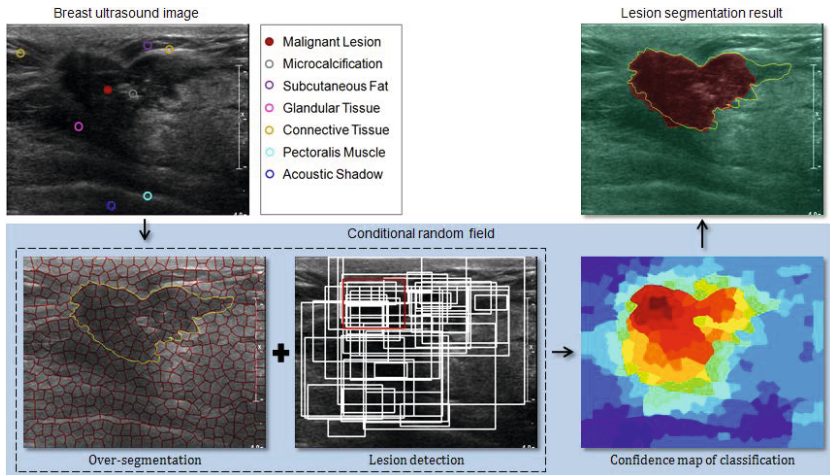 Breast ultrasound image
Lesion segmentation result
Malignant Lesion
Microcalcification
Subcutaneous Fat
Glandular Tissue
Connective Tissue
Pectoralis Muscle
Acoustic Shadow
Conditional random field
Over-segmentation
Lesion detection
Confidence map of classification